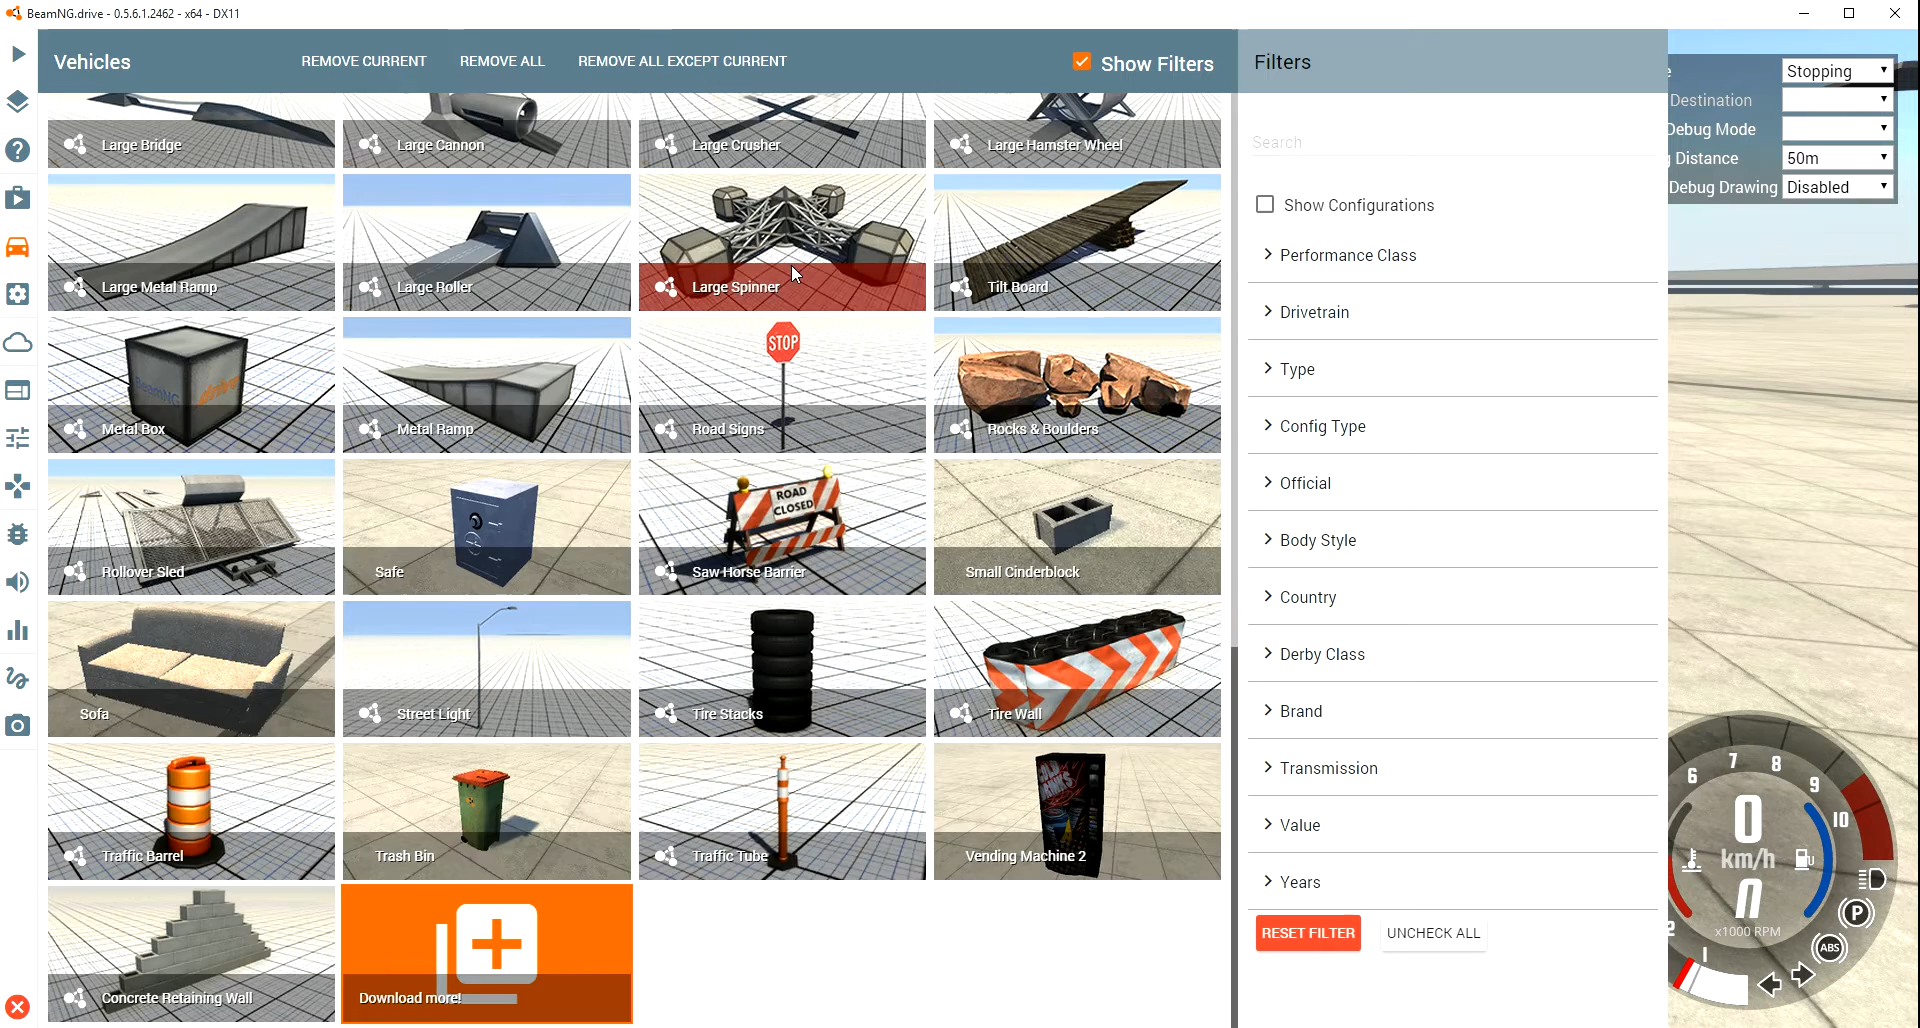 BeamNG.drive - 0.5.6.1.2462 - x64 - DX11
Vehicles
REMOVE CURRENT
REMOVE ALL
REMOVE ALL EXCEPT CURRENT
Show Filters
Filters
Stopping
Destination
Debug Mode
Distance
50m
Debug Drawing
Disabled
Search
Show Configurations
Performance Class
Drivetrain
Type
Config Type
Official
Body Style
Country
Derby Class
Brand
Transmission
Value
Years
RESET FILTER
UNCHECK ALL
Large Bridge
Large Cannon
Large Crusher
Large Hamster Wheel
Large Metal Ramp
Large Roller
Large Spinner
Tilt Board
BeamNG
drive
Metal Box
Metal Ramp
STOP
Road Signs
Rocks & Boulders
Rollover Sled
Safe
ROAD
CLOSED
Saw Horse Barrier
Small Cinderblock
Sofa
Street Light
Tire Stacks
Tire Wall
Traffic Barrel
Trash Bin
Traffic Tube
Vending Machine 2
Concrete Retaining Wall
Download more!
1
2
6
7
8
9
10
0
km/h
n
x1000 RPM
P
ABS